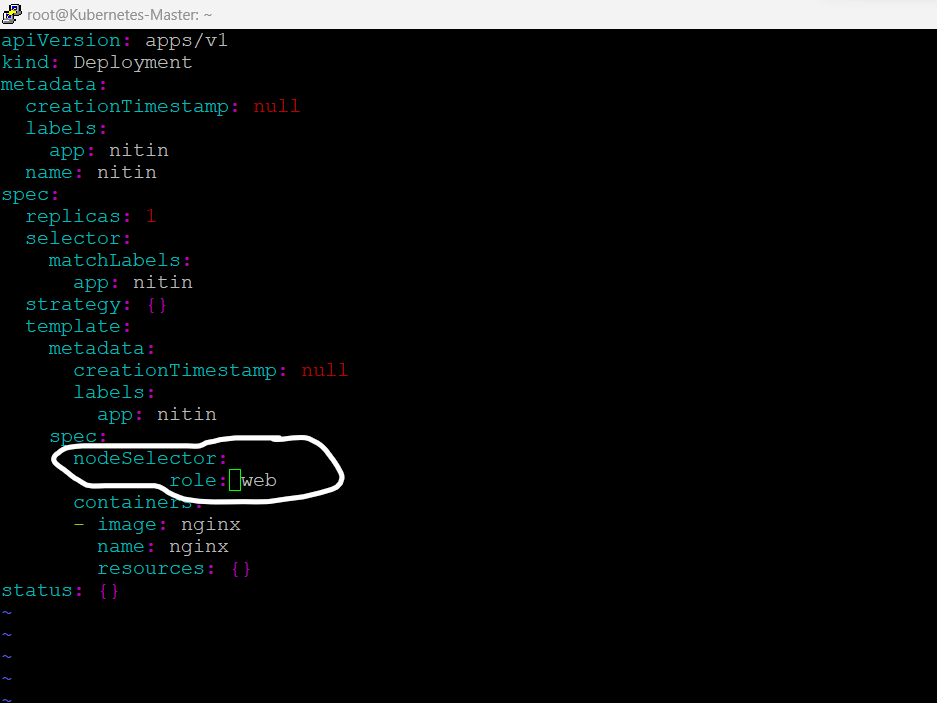 root@Kubernetes-Master: ~
apiVersion: apps/v1
kind: Deployment
metadata:
  creationTimestamp: null
  labels:
    app: nitin
  name: nitin
spec:
  replicas: 1
  selector:
    matchLabels:
      app: nitin
  strategy: {}
  template:
    metadata:
      creationTimestamp: null
      labels:
        app: nitin
    spec:
      nodeSelector:
              role: web
      containers:
      - image: nginx
        name: nginx
        resources: {}
status: {}
~
~
~
~
~